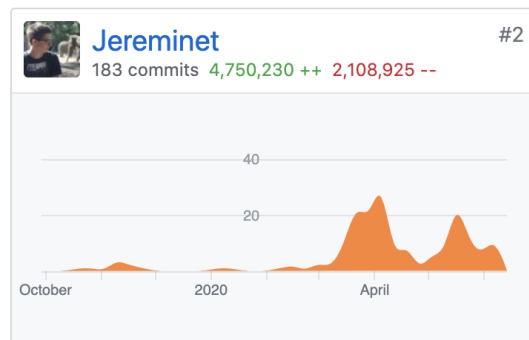 Jereminet #2
183 commits 4,750,230 ++ 2,108,925 --
40
20
October 2020 April